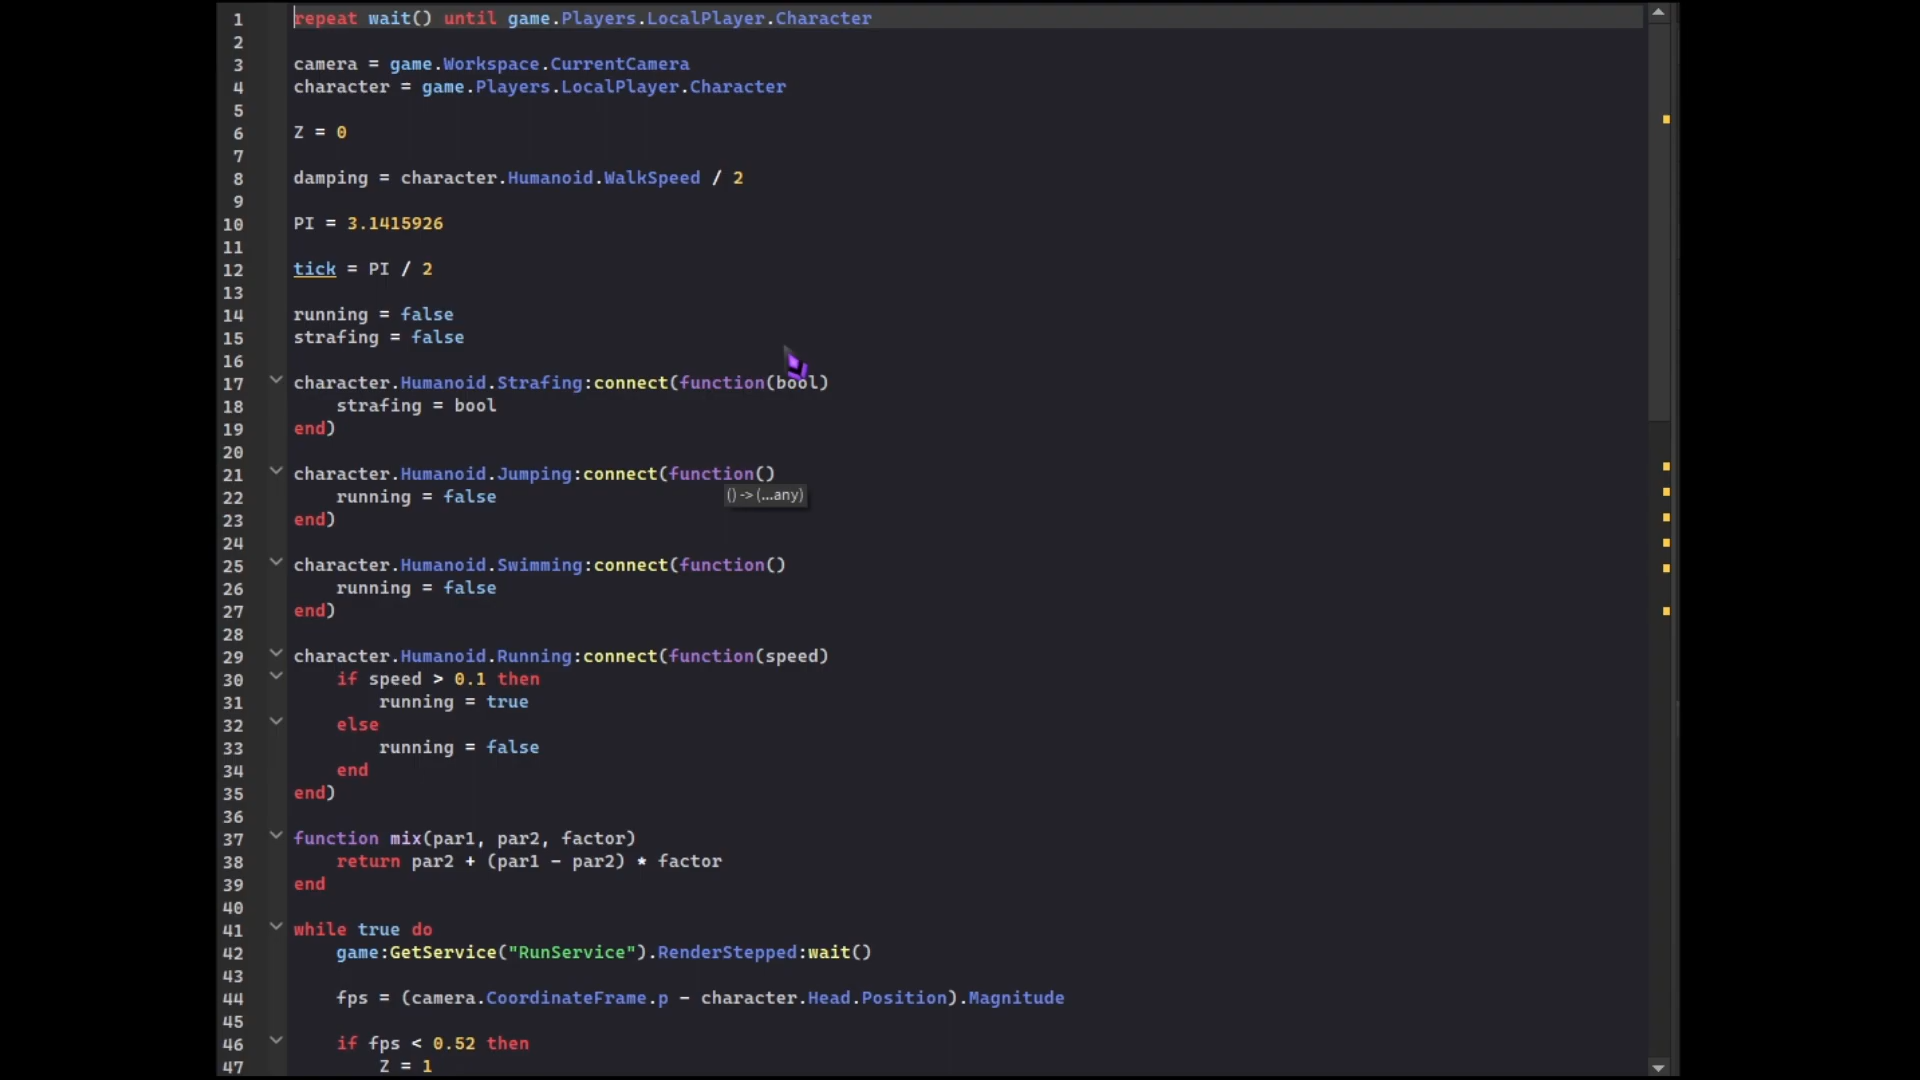 1 repeat wait() until game.Players.LocalPlayer.Character
2
3 camera = game.Workspace.CurrentCamera
4 character = game.Players.LocalPlayer.Character
5
6 Z = 0
7
8 damping = character.Humanoid.WalkSpeed / 2
9
10 PI = 3.1415926
11
12 tick = PI / 2
13
14 running = false
15 strafing = false
16
17 character.Humanoid.Strafing:connect(function(bool)
18 strafing = bool
19 end)
20
21 character.Humanoid.Jumping:connect(function()
22 running = false
() -> (...any)
23 end)
24
25 character.Humanoid.Swimming:connect(function()
26 running = false
27 end)
28
29 character.Humanoid.Running:connect(function(speed)
30 if speed > 0.1 then
31 running = true
32 else
33 running = false
34 end
35 end)
36
37 function mix(par1, par2, factor)
38 return par2 + (par1 - par2) * factor
39 end
40
41 while true do
42 game:GetService("RunService").RenderStepped:wait()
43
44 fps = (camera.CoordinateFrame.p - character.Head.Position).Magnitude
45
46 if fps < 0.52 then
47 Z = 1